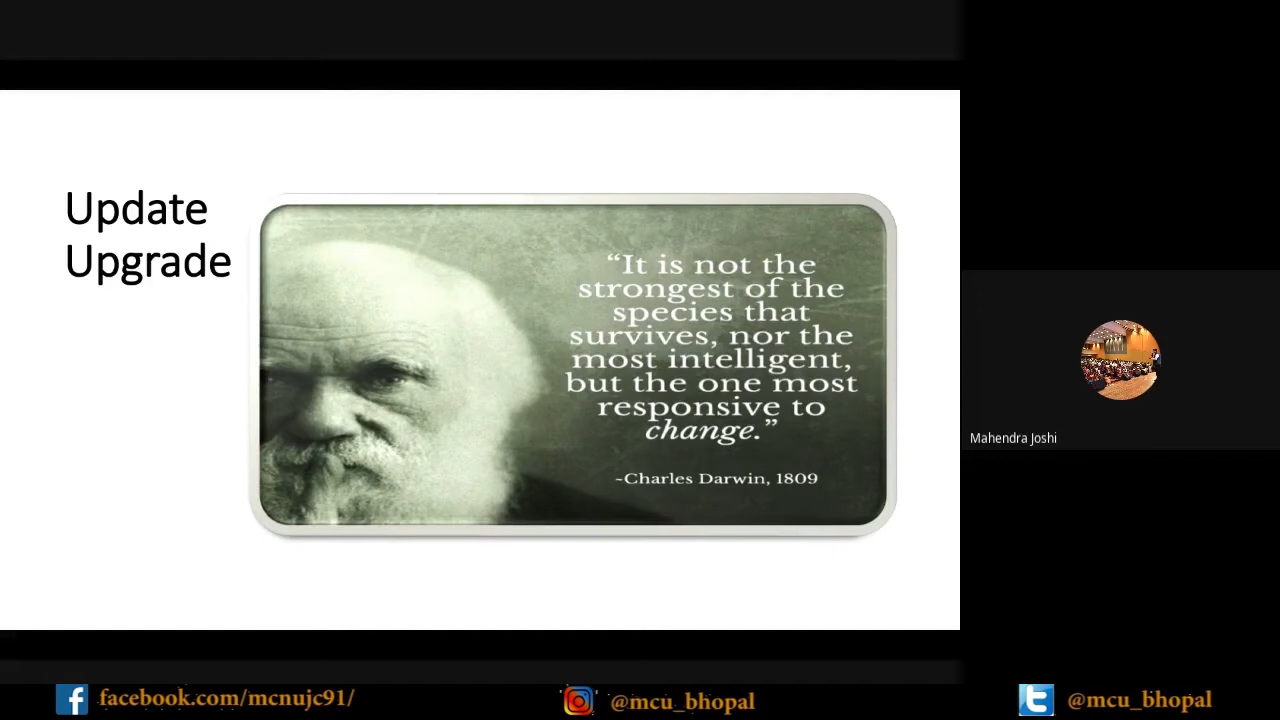 Update
Upgrade
“It is not the
strongest of the
species that
survives, nor the
most intelligent,
but the one most
responsive to
change.”
~Charles Darwin, 1809
Mahendra Joshi
facebook.com/mcnujc91/
@mcu_bhopal
@mcu_bhopal